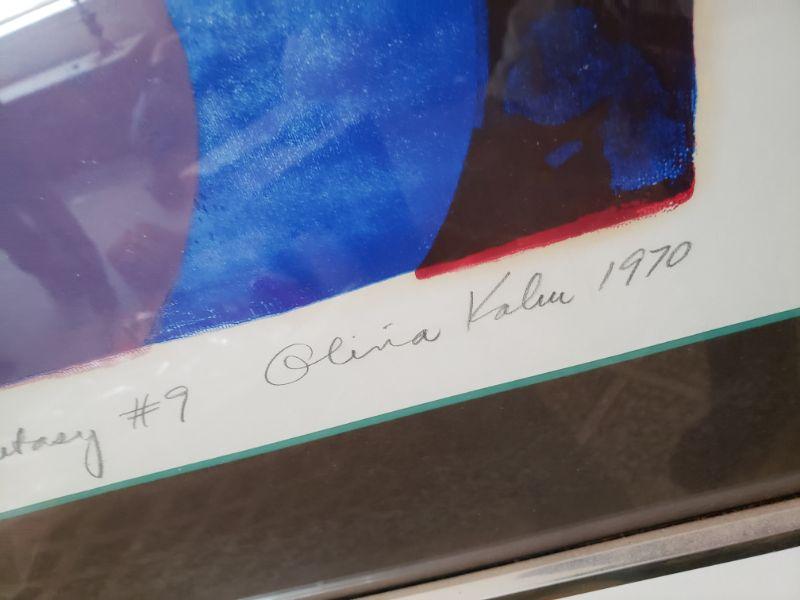 ntasy #9 Olivia Kahn 1970